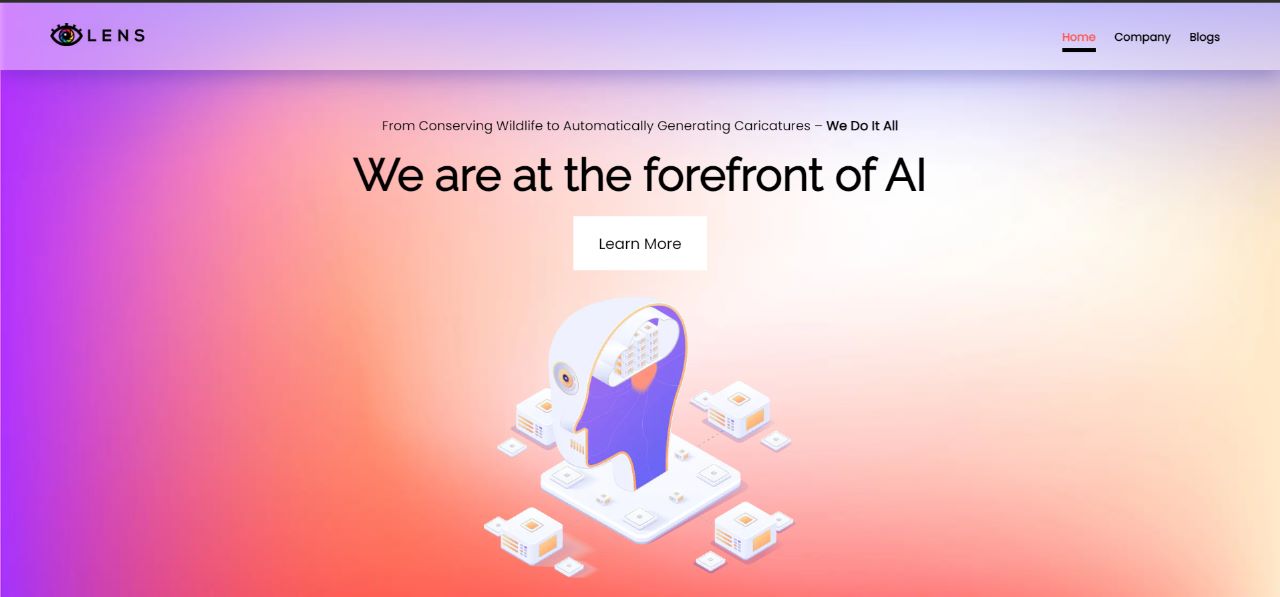 LENS
Home Company Blogs
From Conserving Wildlife to Automatically Generating Caricatures – We Do It All
We are at the forefront of AI
Learn More